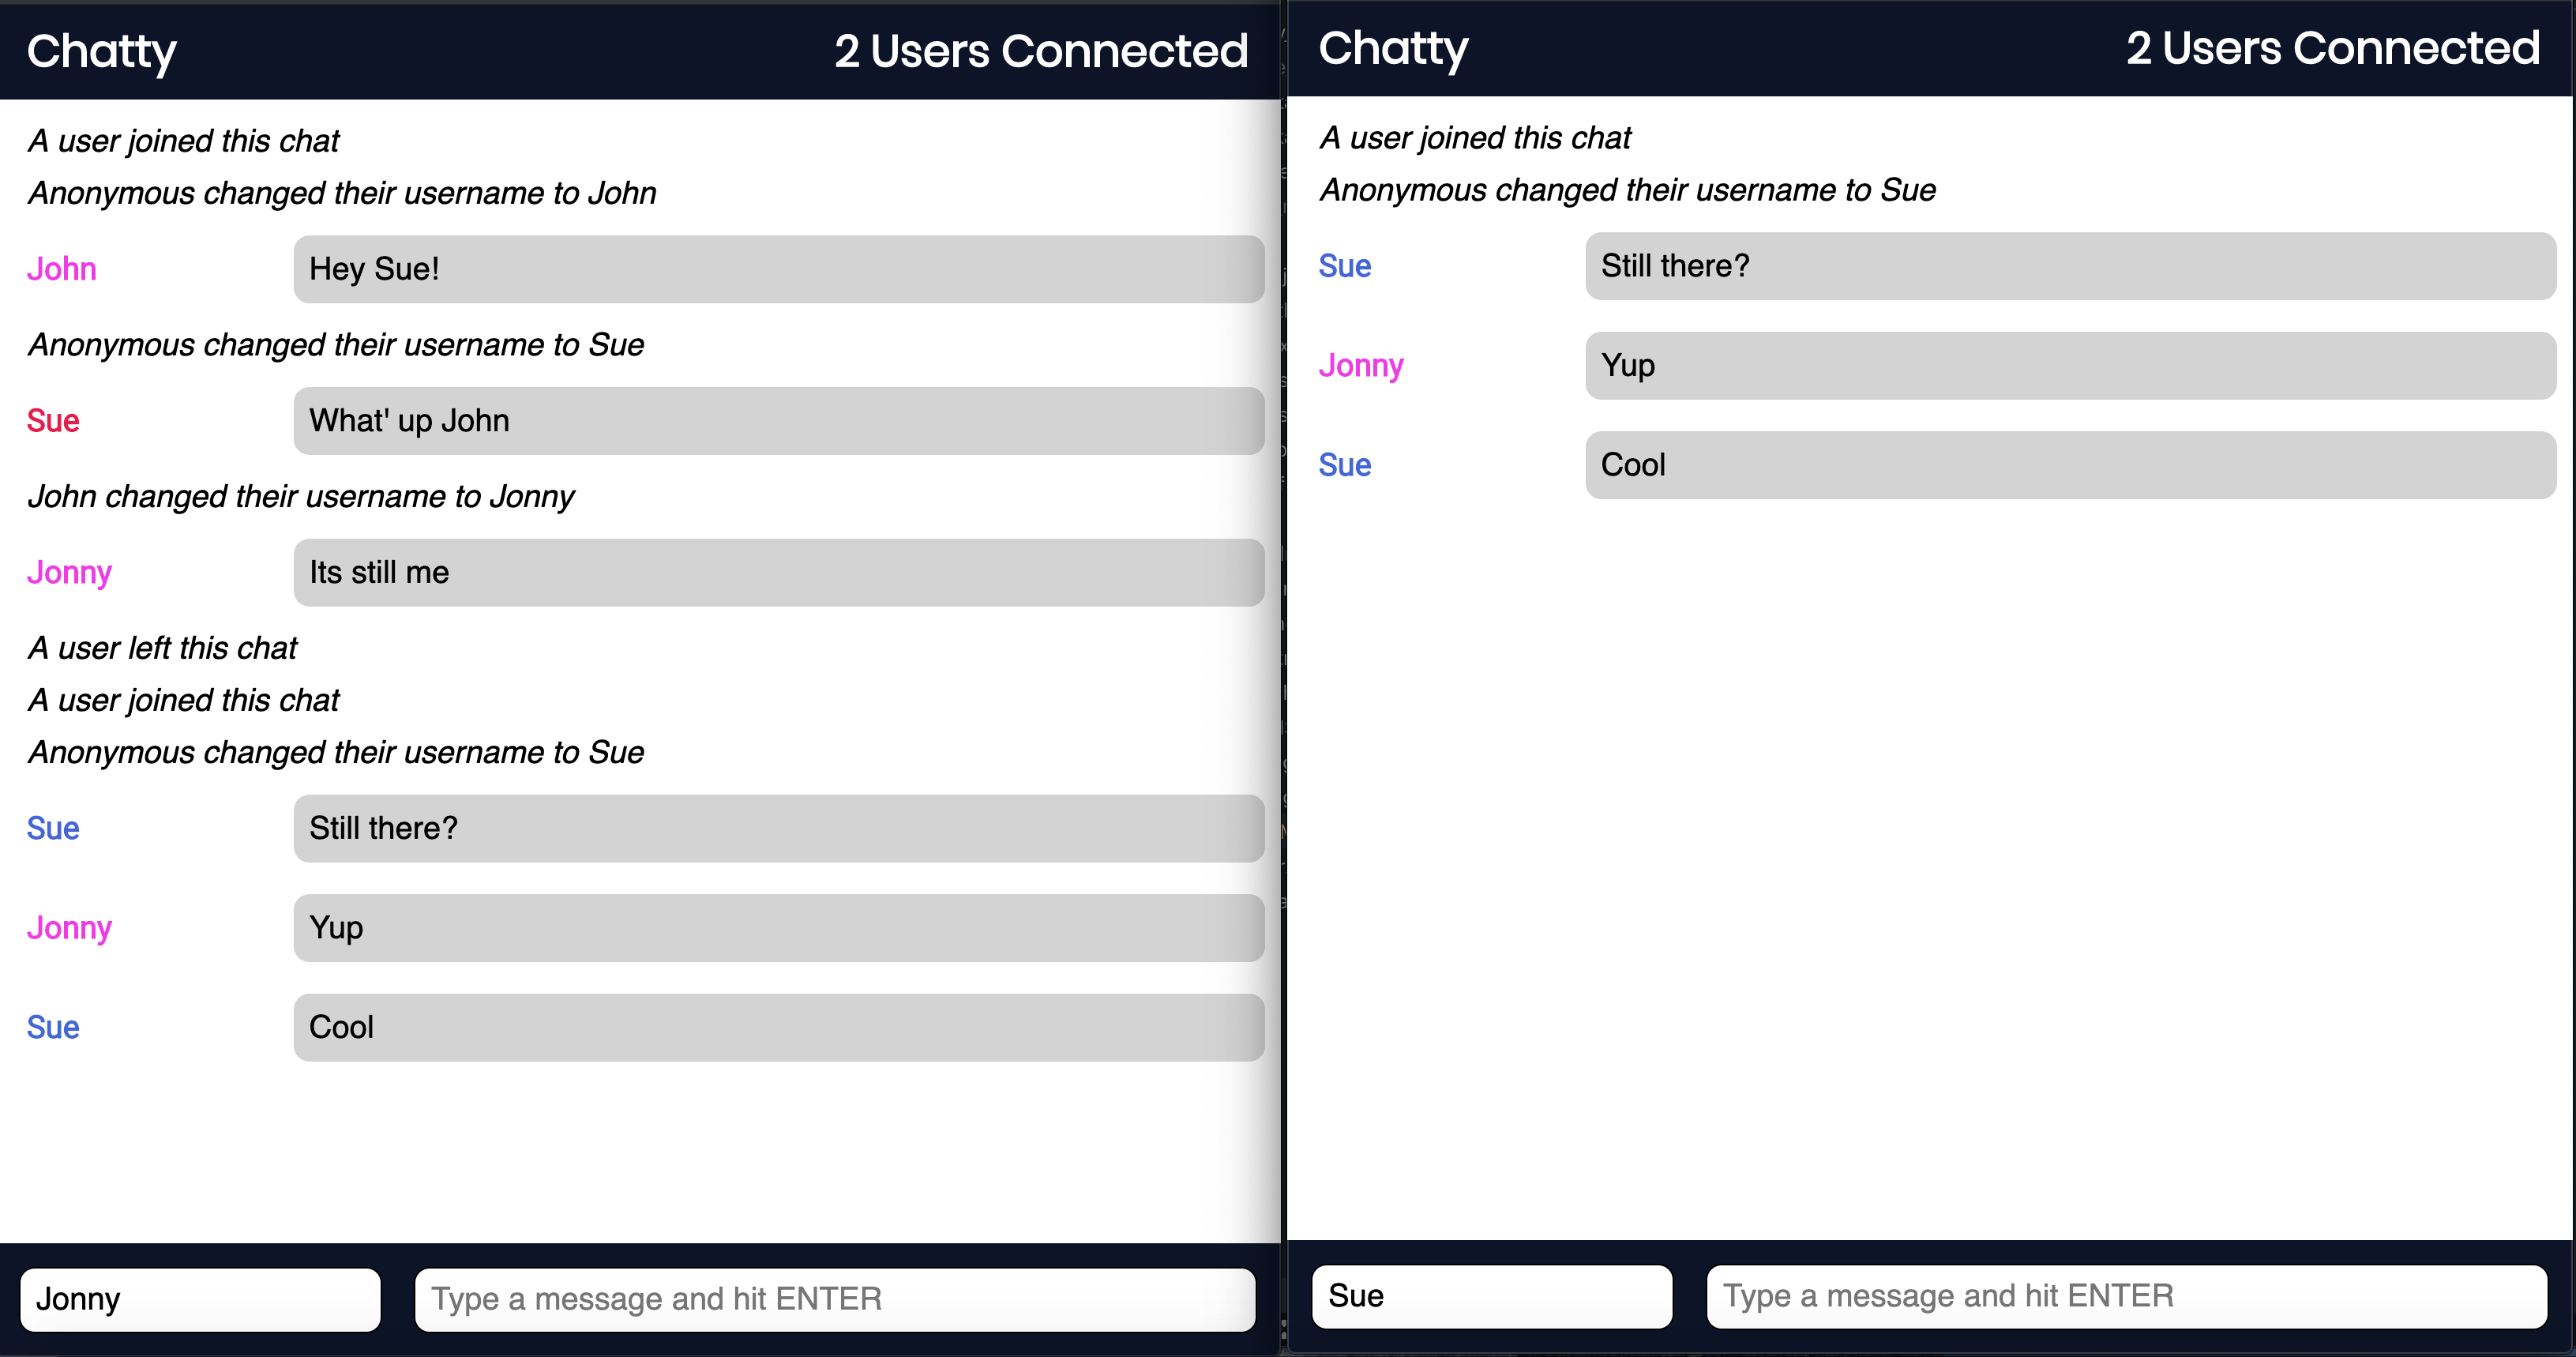 Chatty
2 Users Connected
A user joined this chat
Anonymous changed their username to John
John
Hey Sue!
Anonymous changed their username to Sue
Sue
What' up John
John changed their username to Jonny
Jonny
Its still me
A user left this chat
A user joined this chat
Anonymous changed their username to Sue
Sue
Still there?
Jonny
Yup
Sue
Cool
Jonny
Type a message and hit ENTER
Chatty
2 Users Connected
A user joined this chat
Anonymous changed their username to Sue
Sue
Still there?
Jonny
Yup
Sue
Cool
Sue
Type a message and hit ENTER